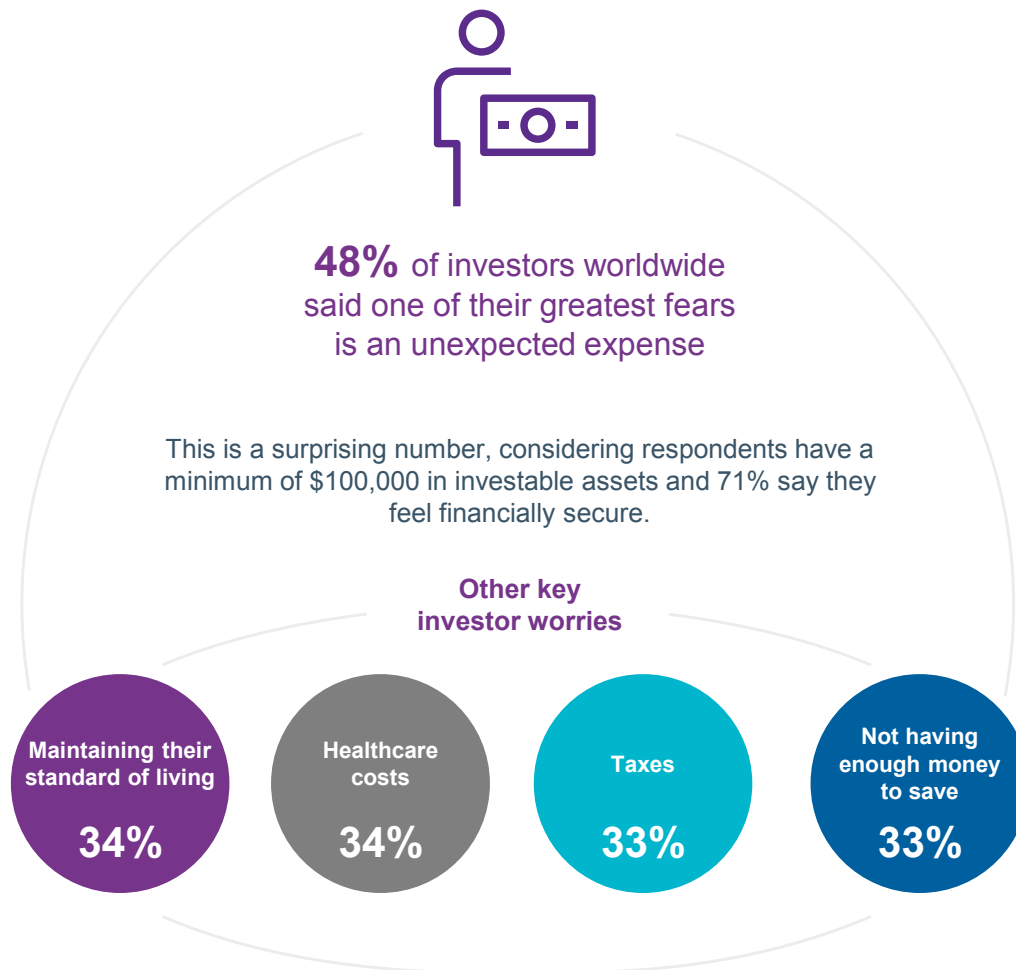 48% of investors worldwide
said one of their greatest fears
is an unexpected expense
This is a surprising number, considering respondents have a
minimum of $100,000 in investable assets and 71% say they
feel financially secure.
Other key
investor worries
Maintaining their
standard of living
34%
Healthcare
costs
34%
Taxes
33%
Not having
enough money
to save
33%